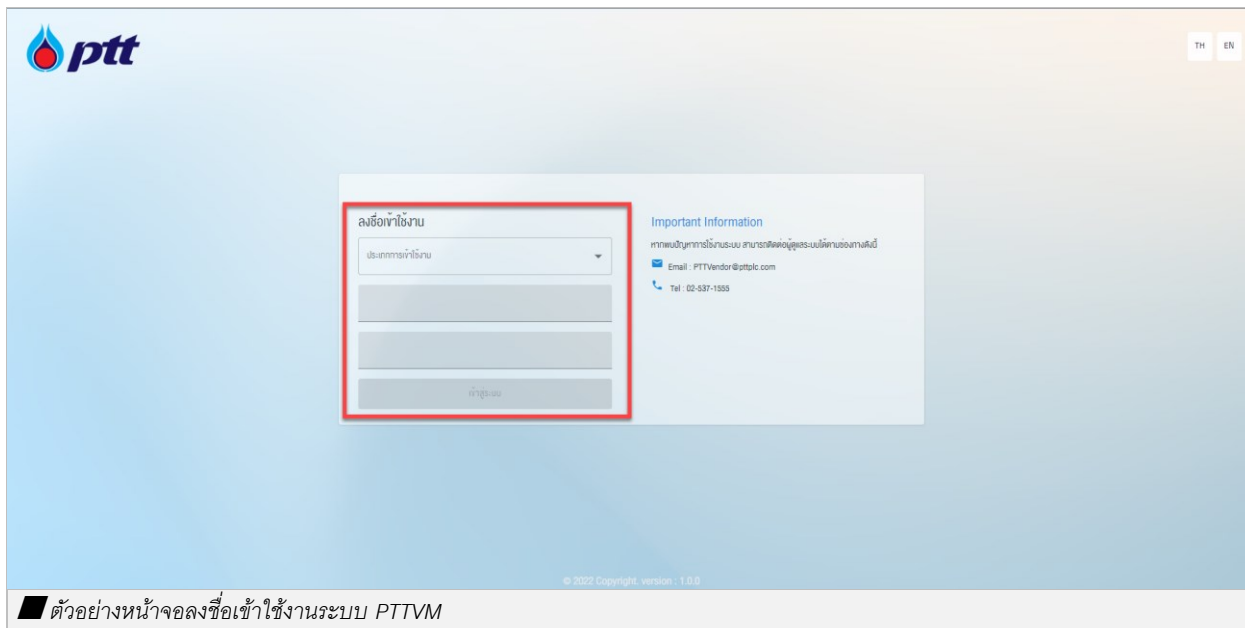 ptt
TH EN
ลงชื่อเข้าใช้งาน
ประเภทการเข้าใช้งาน
เข้าสู่ระบบ
Important Information
หากพบปัญหาการใช้งานระบบ สามารถติดต่อผู้ดูแลระบบได้ตามช่องทางดังนี้
Email : PTTVendor@pttplc.com
Tel : 02-537-1555
© 2022 Copyright. version : 1.0.0
ตัวอย่างหน้าจอลงชื่อเข้าใช้งานระบบ PTTVM